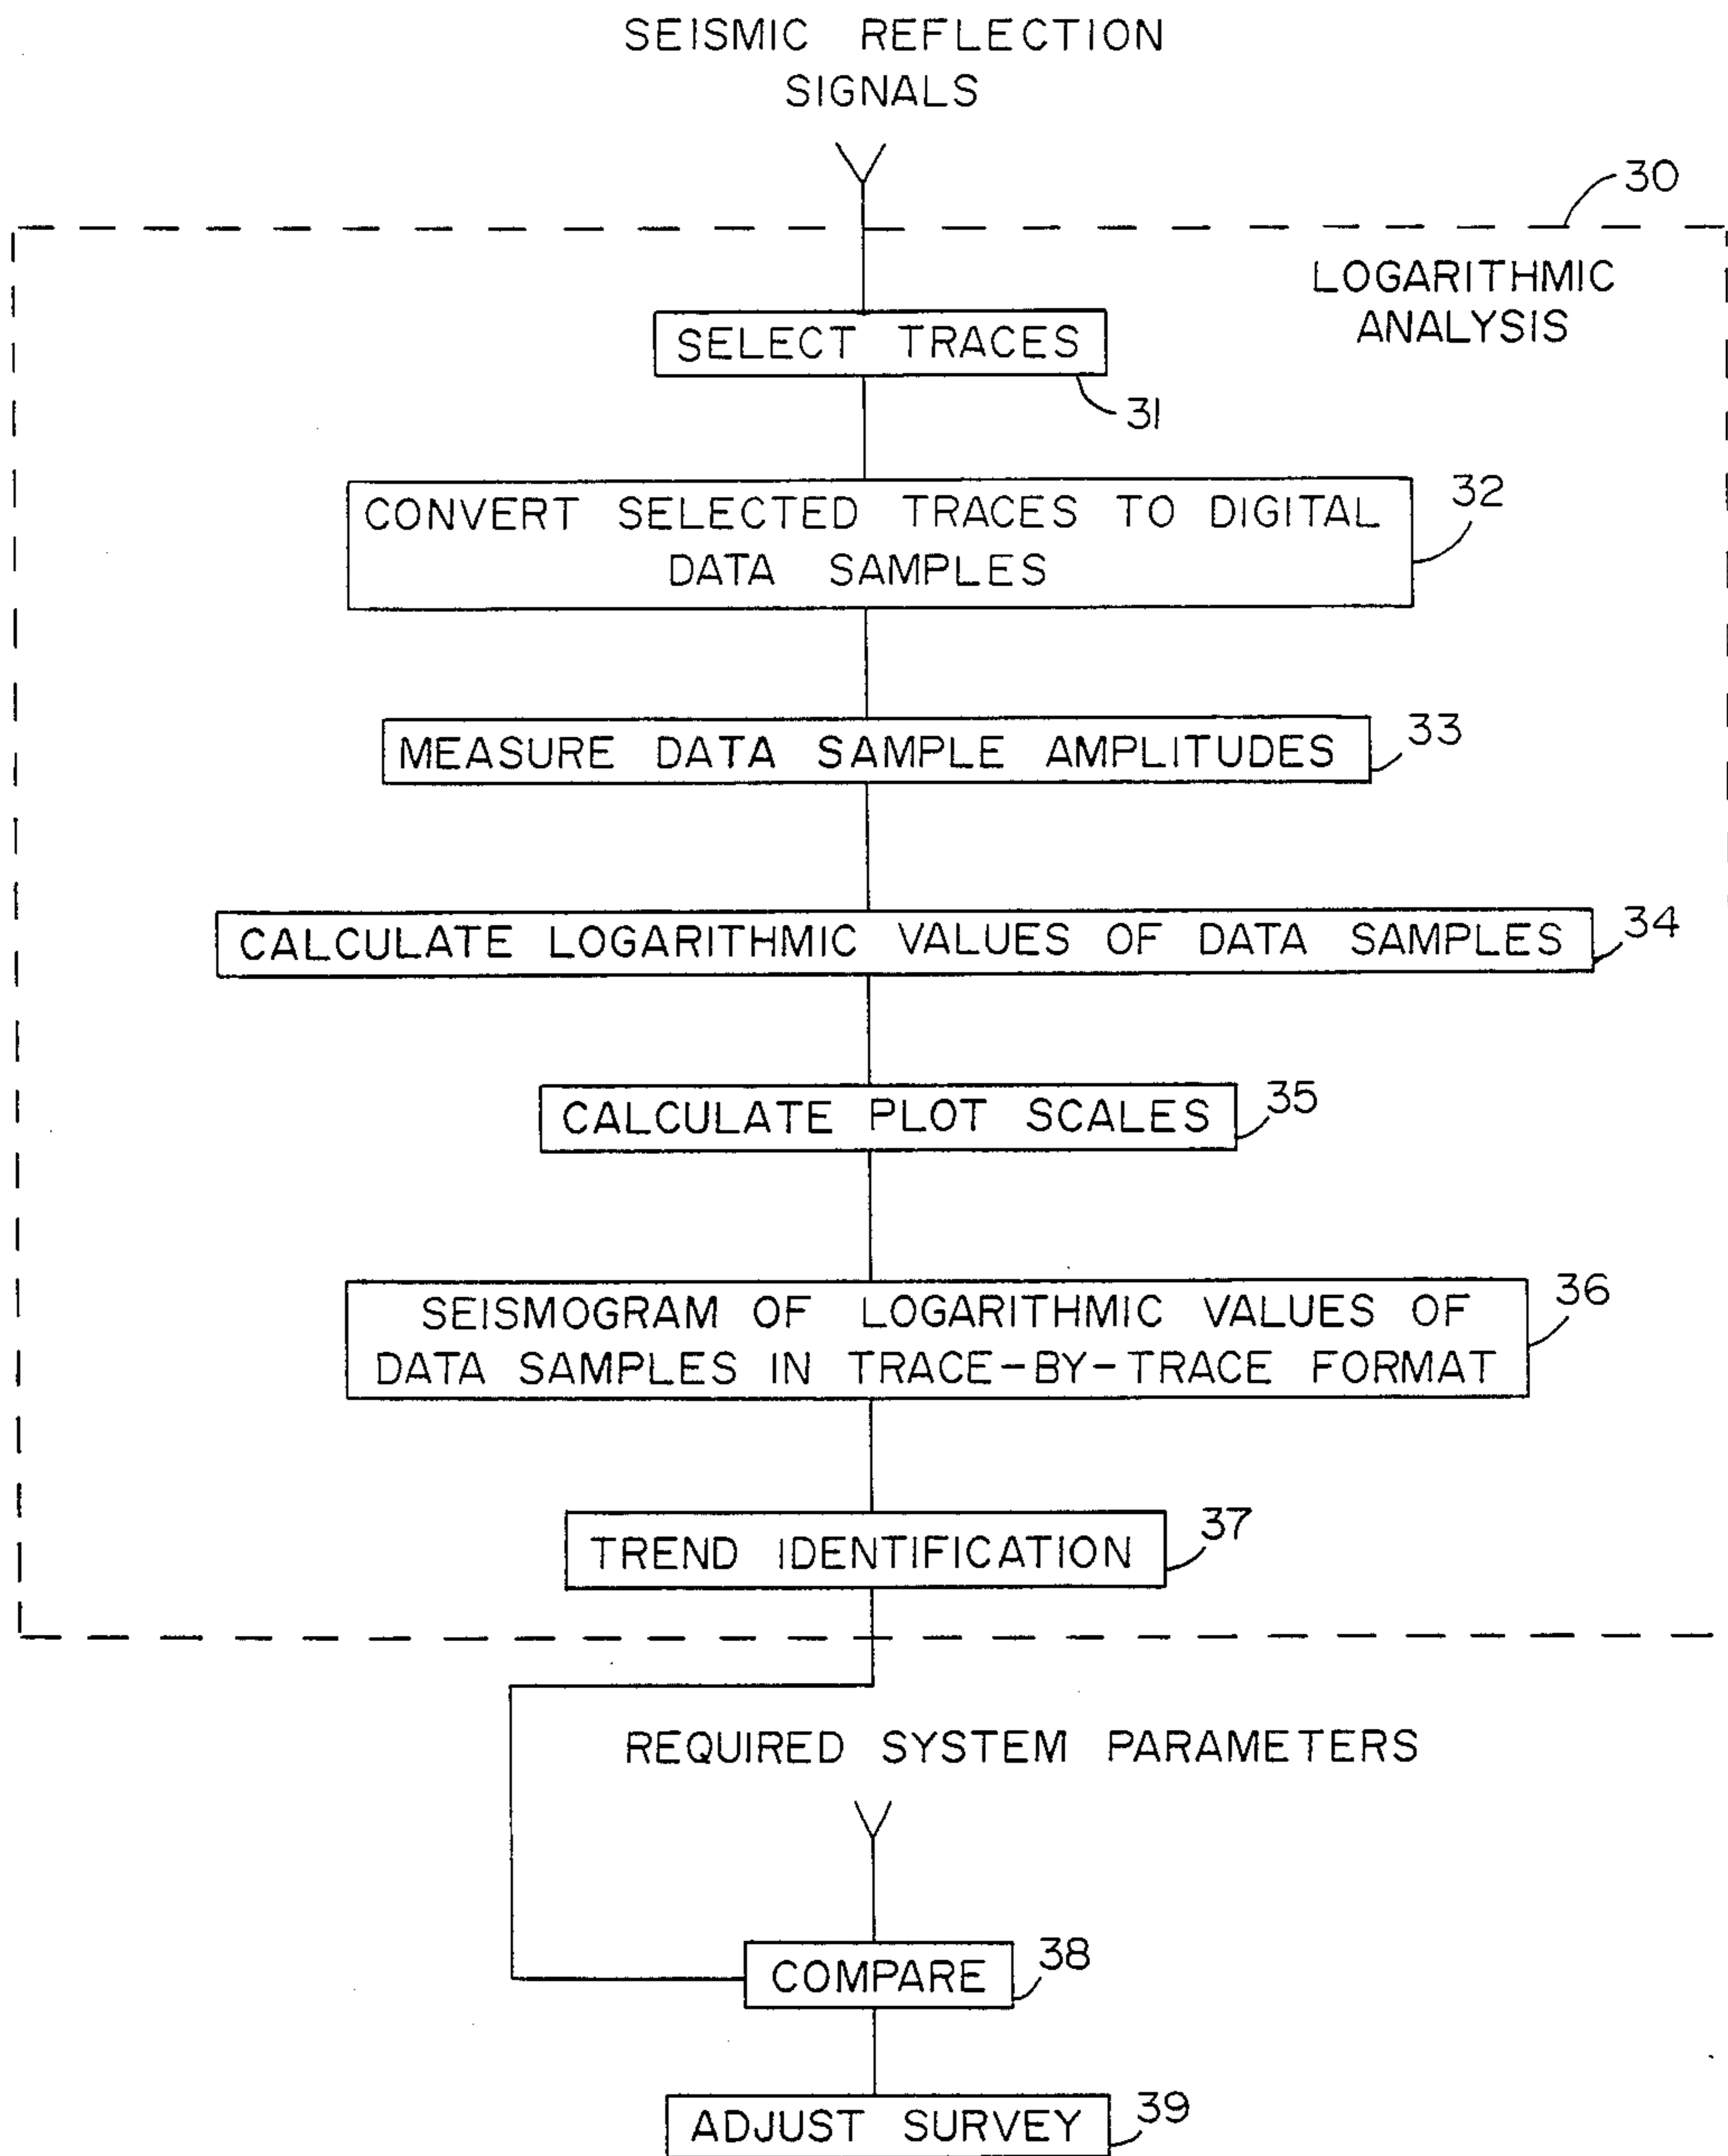 SEISMIC REFLECTION
SIGNALS
30
LOGARITHMIC
ANALYSIS
SELECT TRACES
31
CONVERT SELECTED TRACES TO DIGITAL
DATA SAMPLES
32
MEASURE DATA SAMPLE AMPLITUDES
33
CALCULATE LOGARITHMIC VALUES OF DATA SAMPLES
34
CALCULATE PLOT SCALES
35
SEISMOGRAM OF LOGARITHMIC VALUES OF
DATA SAMPLES IN TRACE-BY-TRACE FORMAT
36
TREND IDENTIFICATION
37
REQUIRED SYSTEM PARAMETERS
COMPARE
38
ADJUST SURVEY
39